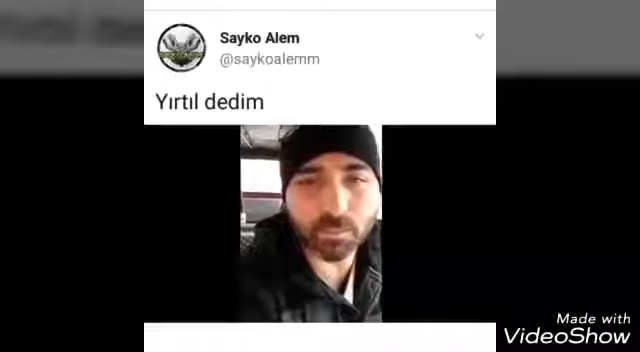 Sayko Alem
@saykoalemm
Yırtıl dedim
Made with
VideoShow